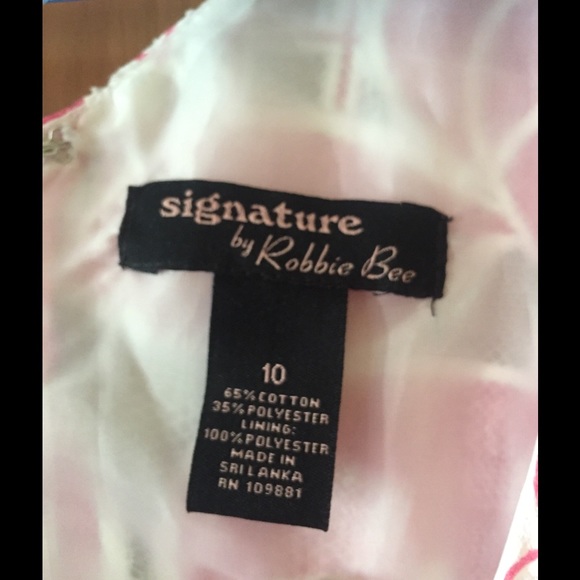 signature
by Robbie Bee
10
65% COTTON
35% POLYESTER
LINING:
100% POLYESTER
MADE IN
SRI LANKA
RN 109881